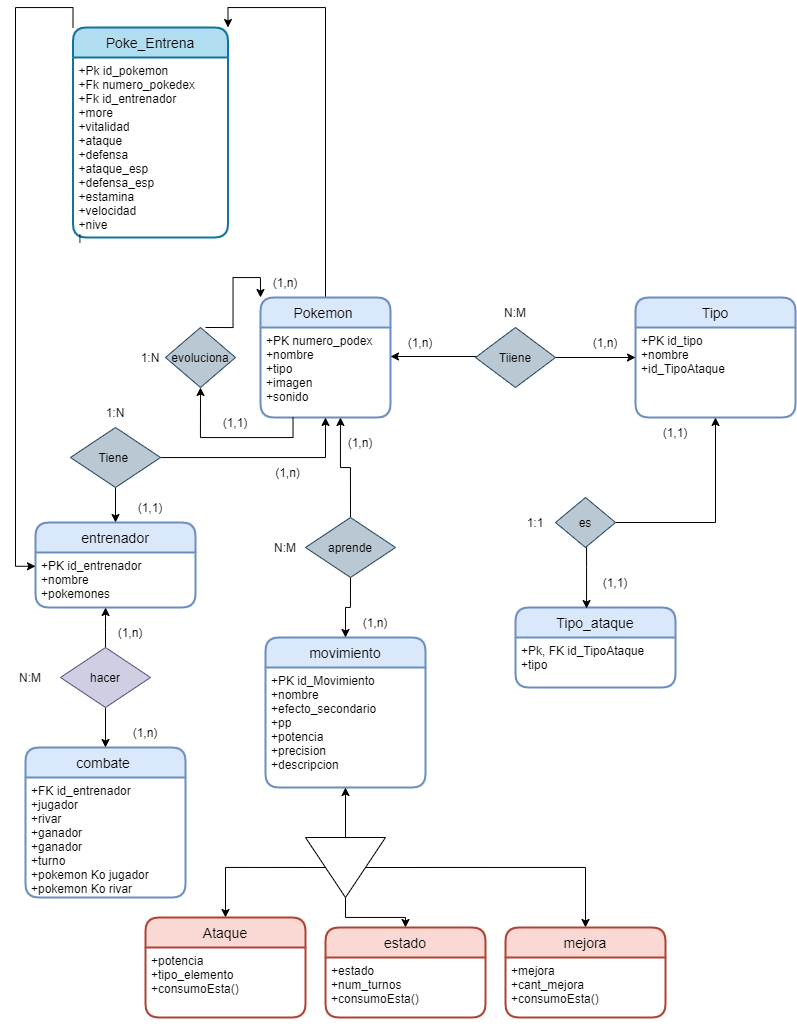 Poke_Entrena
+Pk id_pokemon
+Fk numero_pokedex
+Fk id_entrenador
+more
+vitalidad
+ataque
+defensa
+ataque_esp
+defensa_esp
+estamina
+velocidad
+nive
(1,n)
Pokemon
+PK numero_podex
+nombre
+tipo
+imagen
+sonido
1:N
evoluciona
(1,1)
N:M
(1,n)
Tiiene
(1,n)
Tipo
+PK id_tipo
+nombre
+id_TipoAtaque
1:N
Tiene
(1,n)
(1,1)
(1,n)
(1,1)
entrenador
+PK id_entrenador
+nombre
+pokemones
N:M
aprende
(1,n)
1:1
es
(1,1)
Tipo_ataque
+Pk, FK id_TipoAtaque
+tipo
(1,n)
N:M
hacer
(1,n)
movimiento
+PK id_Movimiento
+nombre
+efecto_secondario
+pp
+potencia
+precision
+descripcion
combate
+FK id_entrenador
+jugador
+rivar
+ganador
+ganador
+turno
+pokemon Ko jugador
+pokemon Ko rivar
Ataque
+potencia
+tipo_elemento
+consumoEsta()
estado
+estado
+num_turnos
+consumoEsta()
mejora
+mejora
+cant_mejora
+consumoEsta()